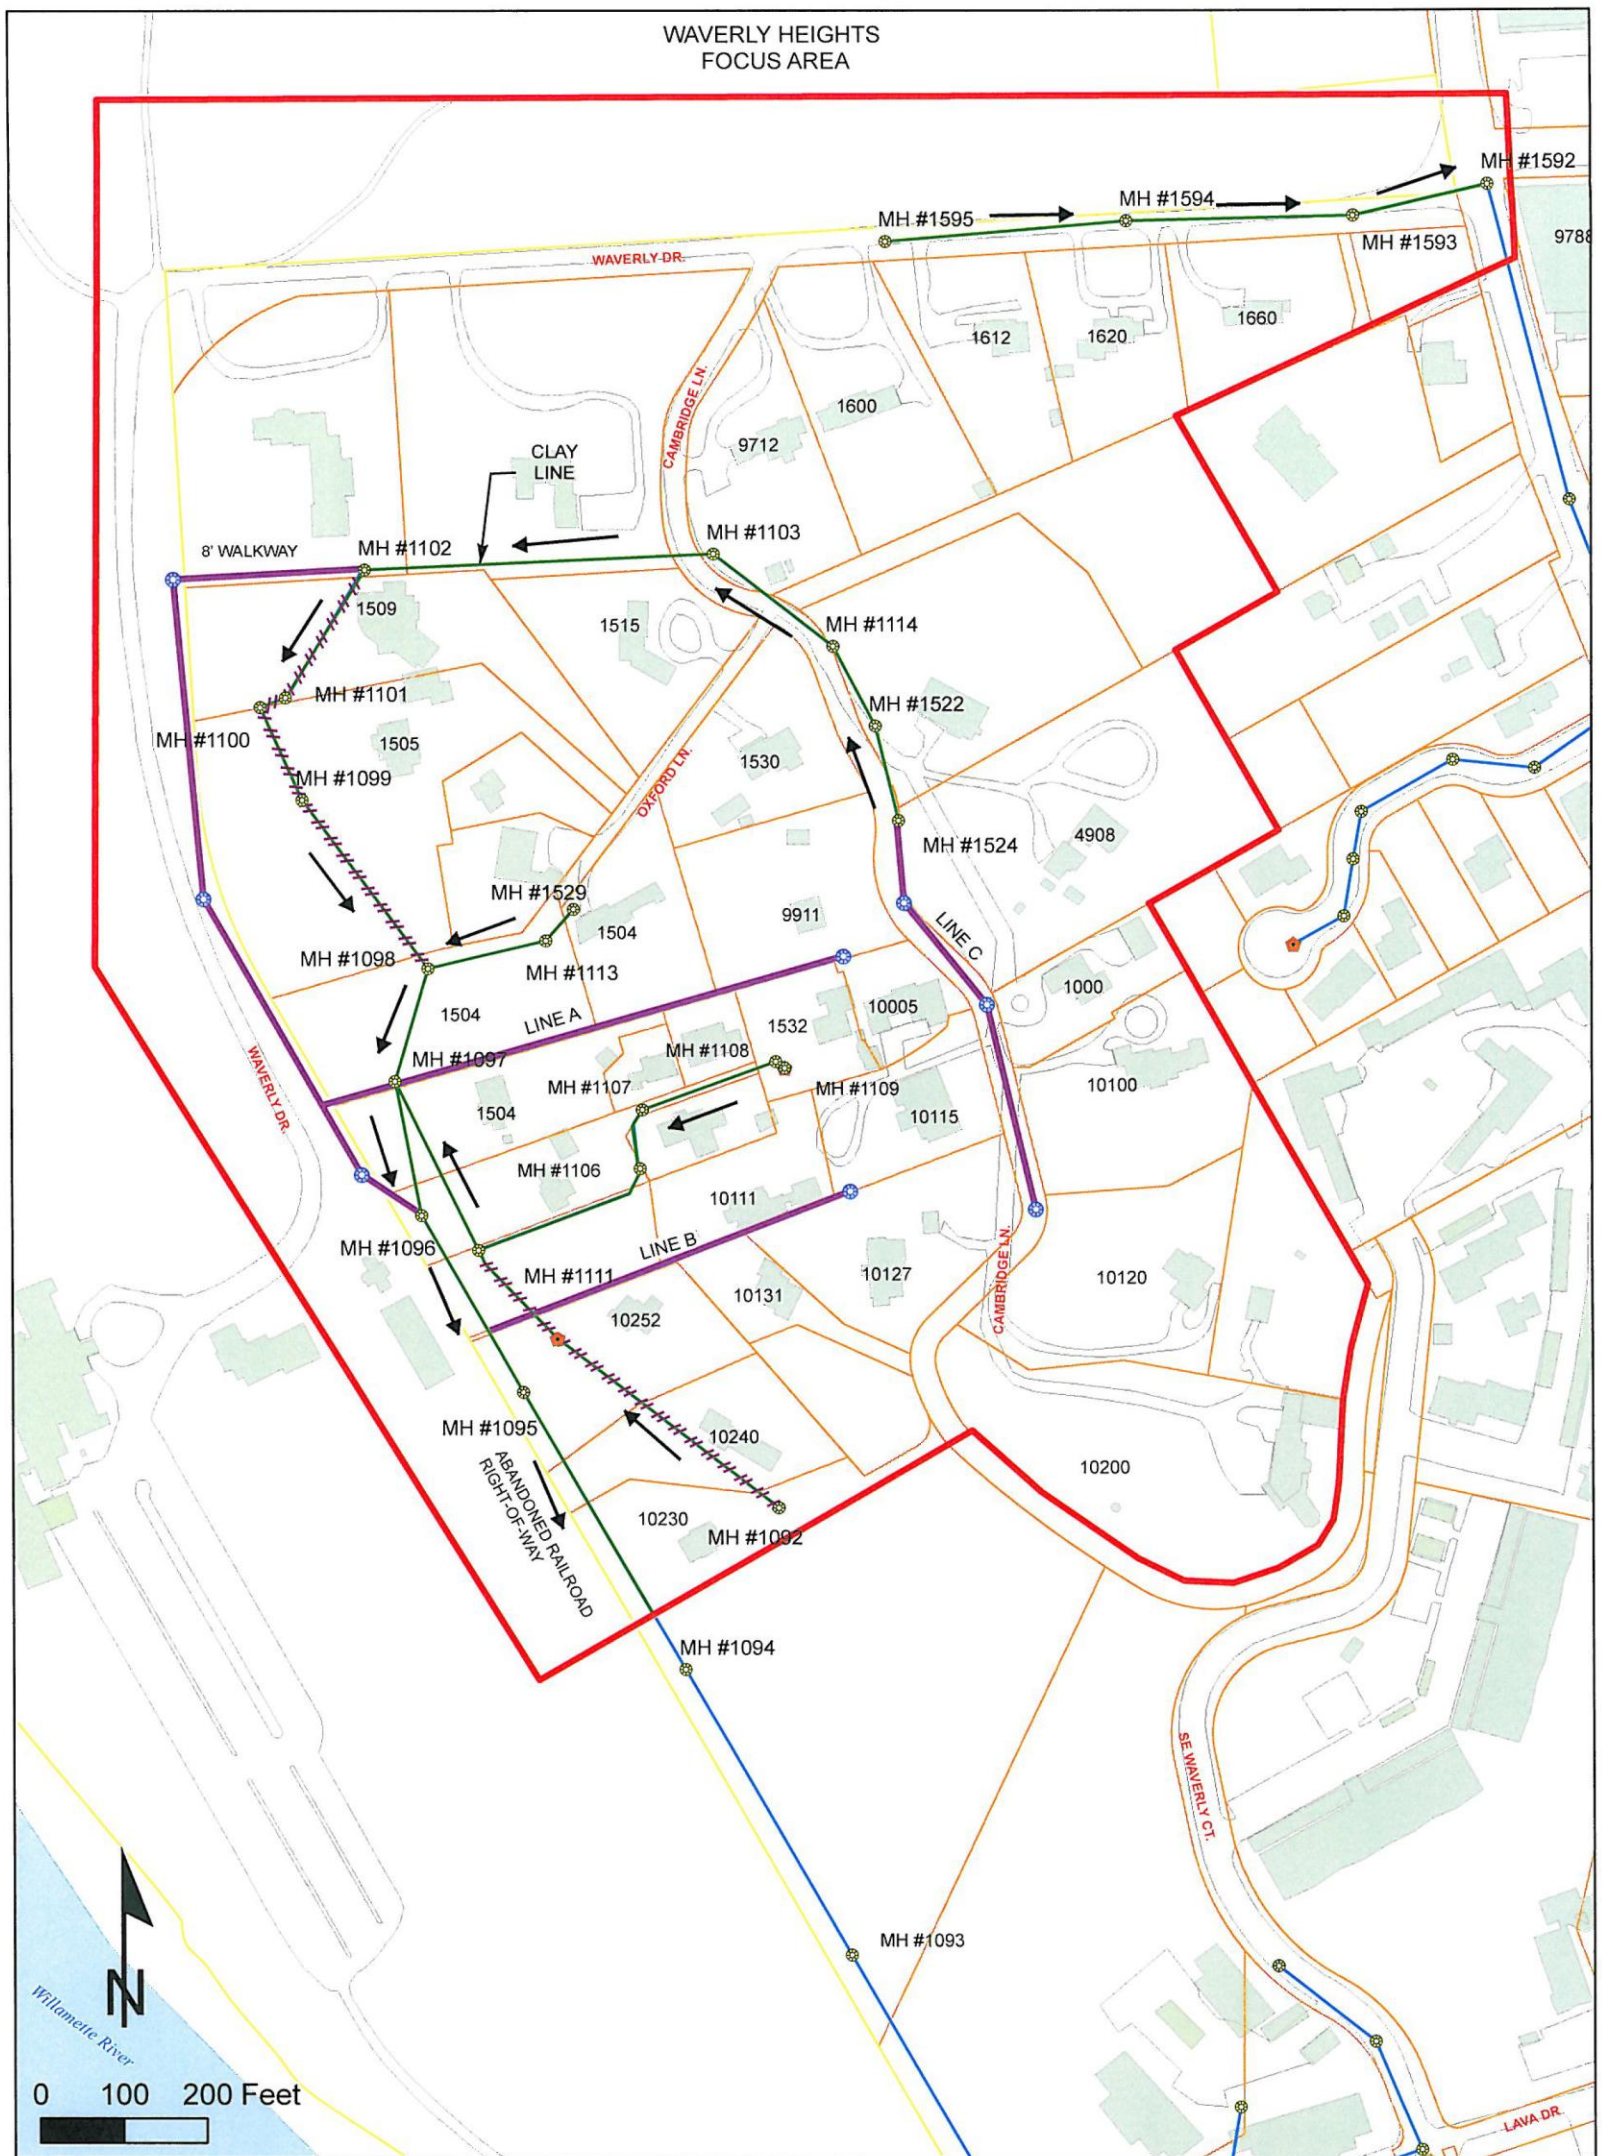 WAVERLY HEIGHTS
FOCUS AREA
MH #1592
MH #1594
MH #1595
MH #1593
9788
WAVERLY DR.
1612
1620
1660
CAMBRIDGE LN.
1600
9712
CLAY
LINE
8' WALKWAY
MH #1102
MH #1103
1509
1515
MH #1114
MH #1101
MH #1522
MH #1100
1505
1530
MH #1099
OXFORD LN.
MH #1524
4908
MH #1529
9911
1504
LINE C
MH #1098
MH #1113
1000
1504
LINE A
10005
1532
WAVERLY DR.
MH #1097
MH #1108
MH #1107
MH #1109
10100
1504
10115
MH #1106
10111
MH #1096
LINE B
MH #1111
10127
10120
CAMBRIDGE LN.
10131
10252
MH #1095
10240
ABANDONED RAILROAD
RIGHT-OF-WAY
10200
10230
MH #1092
MH #1094
SE WAVERLY CT.
MH #1093
N
Willamette River
0 100 200 Feet
LAVA DR.